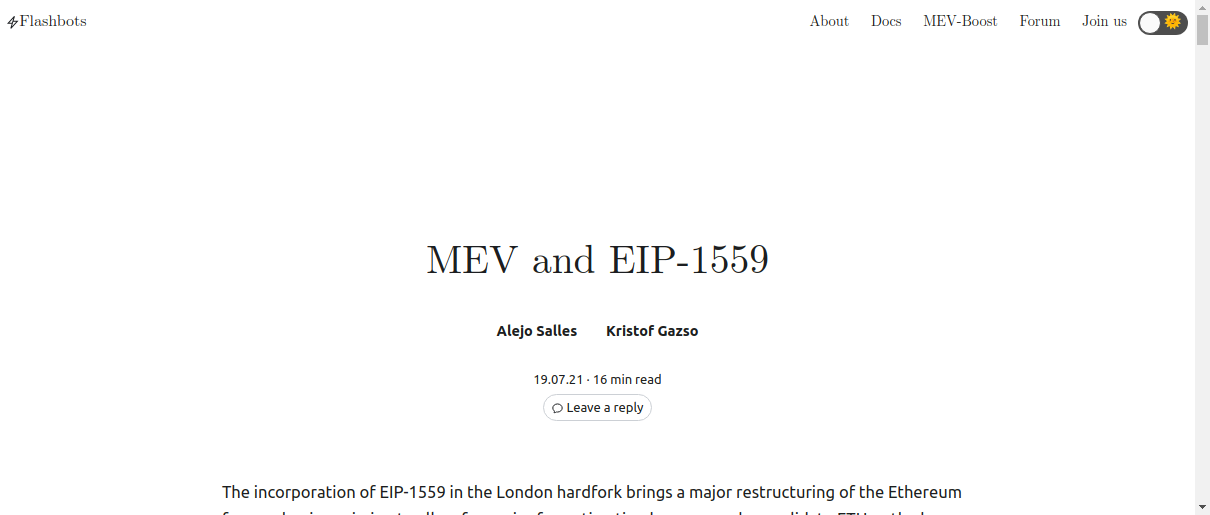 Flashbots
About Docs MEV-Boost Forum Join us
MEV and EIP-1559
Alejo Salles Kristof Gazso
19.07.21 · 16 min read
Leave a reply
The incorporation of EIP-1559 in the London hardfork brings a major restructuring of the Ethereum